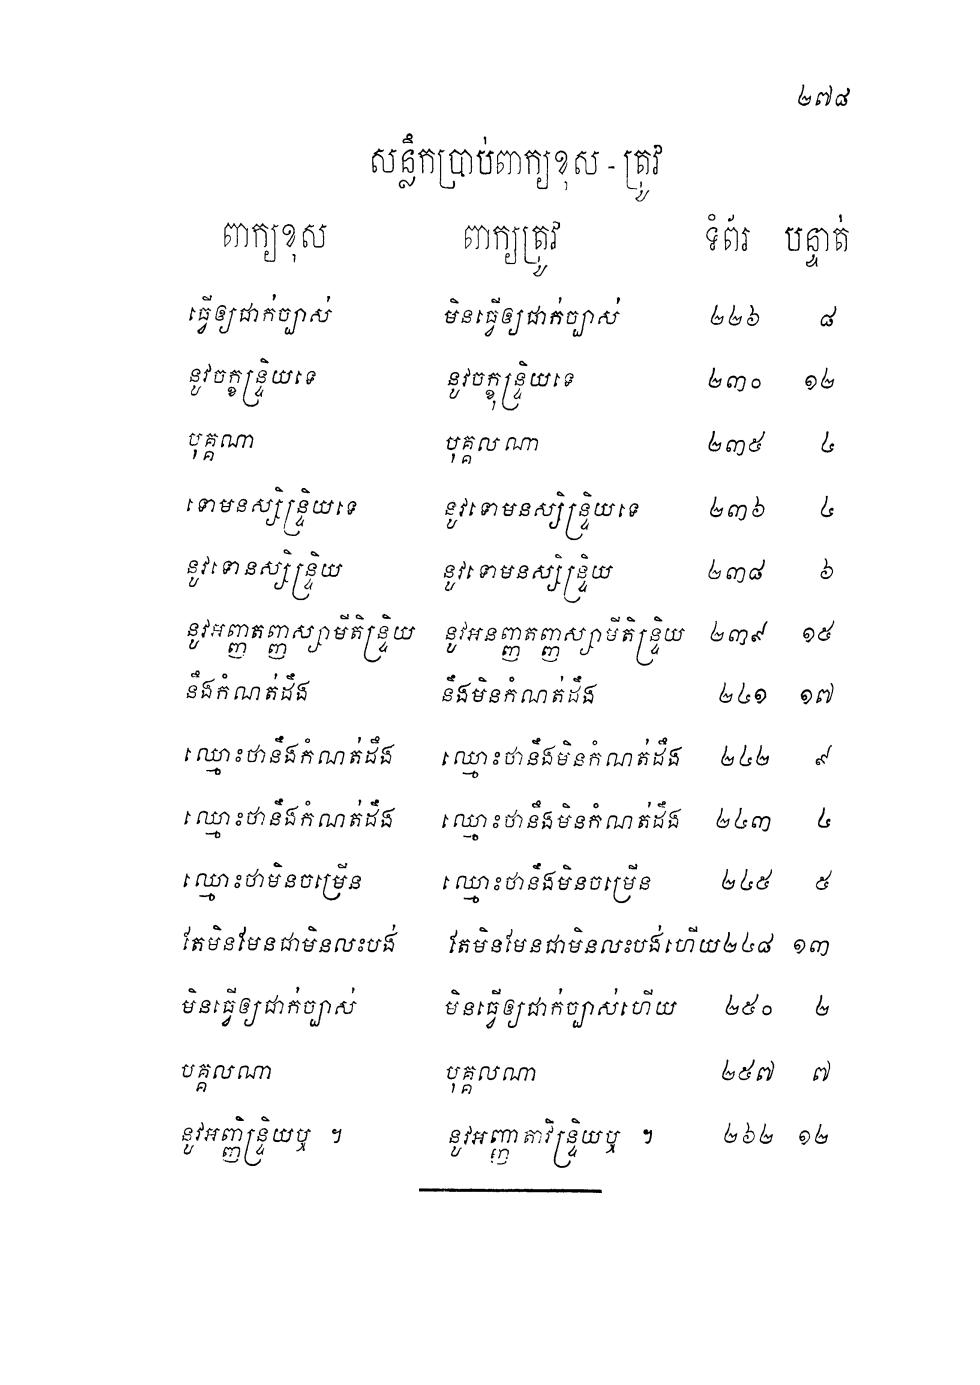 ២៧៨
សន្លឹកប្រាប់ពាក្យខុស - ត្រូវ
ពាក្យខុស ពាក្យត្រូវ ទំព័រ បន្ទាត់
ធ្វើឲ្យជាក់ច្បាស់ មិនធ្វើឲ្យជាក់ច្បាស់ ២២៦ ៨
នូវចក្ខន្ទ្រិយទេ នូវចក្ខុន្ទ្រិយទេ ២៣០ ១២
បុគ្គណា បុគ្គលណា ២៣៥ ៤
ទោមនស្សិន្ទ្រិយទេ នូវទោមនស្សិន្ទ្រិយទេ ២៣៦ ៤
នូវទោនស្សិន្ទ្រិយ នូវទោមនស្សិន្ទ្រិយ ២៣៨ ៦
នូវអញ្ញាតញ្ញស្សាមីតិន្ទ្រិយ នូវអនញ្ញាតញ្ញស្សាមីតិន្ទ្រិយ ២៣៩ ១៥
នឹងកំណត់ដឹង នឹងមិនកំណត់ដឹង ២៤១ ១៧
ឈ្មោះថានឹងកំណត់ដឹង ឈ្មោះថានឹងមិនកំណត់ដឹង ២៤២ ៩
ឈ្មោះថានឹងកំណត់ដឹង ឈ្មោះថានឹងមិនកំណត់ដឹង ២៤៣ ៤
ឈ្មោះថាមិនចម្រើន ឈ្មោះថានឹងមិនចម្រើន ២៤៥ ៥
តែមិនមែនជាមិនលះបង់ តែមិនមែនជាមិនលះបង់ហើយ ២៤៨ ១៣
មិនធ្វើឲ្យជាក់ច្បាស់ មិនធ្វើឲ្យជាក់ច្បាស់ហើយ ២៥០ ២
បគ្គលណា បុគ្គលណា ២៥៧ ៧
នូវអញ្ញិន្ទ្រិយឬ ។ នូវអញ្ញាតាវិន្ទ្រិយឬ ។ ២៦២ ១២